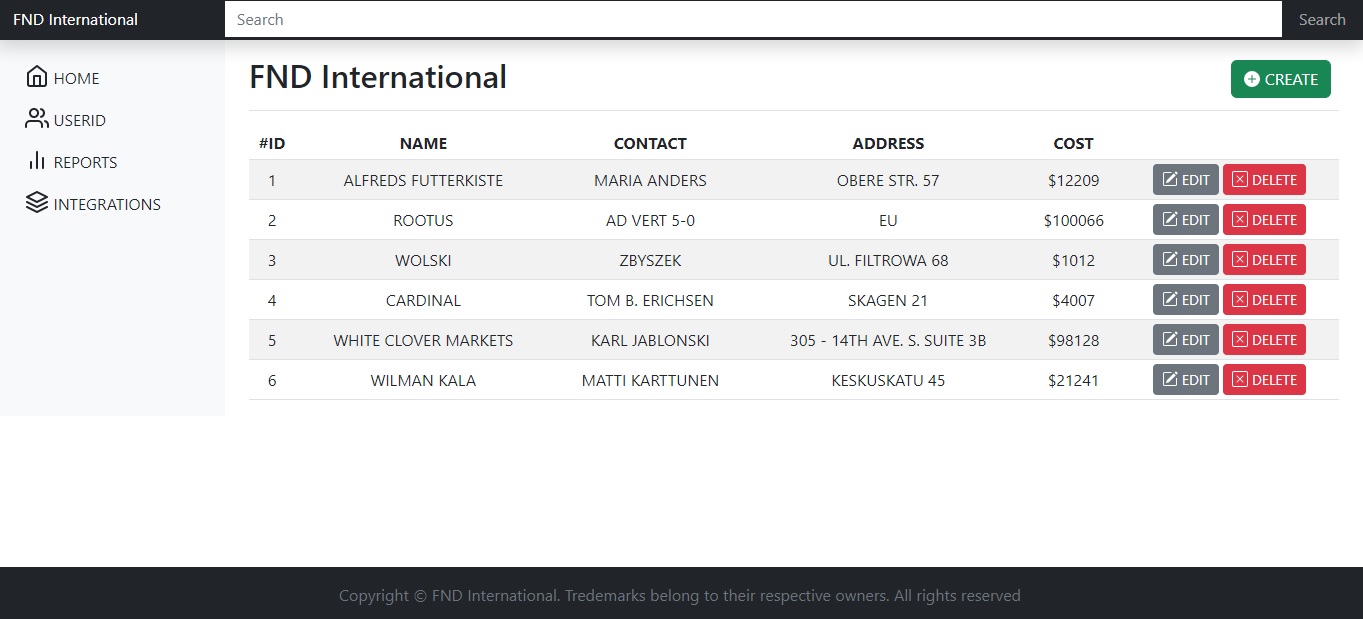 FND International Search Search
HOME
USERID
REPORTS
INTEGRATIONS
FND International CREATE
#ID NAME CONTACT ADDRESS COST
1 ALFREDS FUTTERKISTE MARIA ANDERS OBERE STR. 57 $12209 EDIT DELETE
2 ROOTUS AD VERT 5-0 EU $100066 EDIT DELETE
3 WOLSKI ZBYSZEK UL. FILTROWA 68 $1012 EDIT DELETE
4 CARDINAL TOM B. ERICHSEN SKAGEN 21 $4007 EDIT DELETE
5 WHITE CLOVER MARKETS KARL JABLONSKI 305 - 14TH AVE. S. SUITE 3B $98128 EDIT DELETE
6 WILMAN KALA MATTI KARTTUNEN KESKUSKATU 45 $21241 EDIT DELETE
Copyright © FND International. Tredemarks belong to their respective owners. All rights reserved